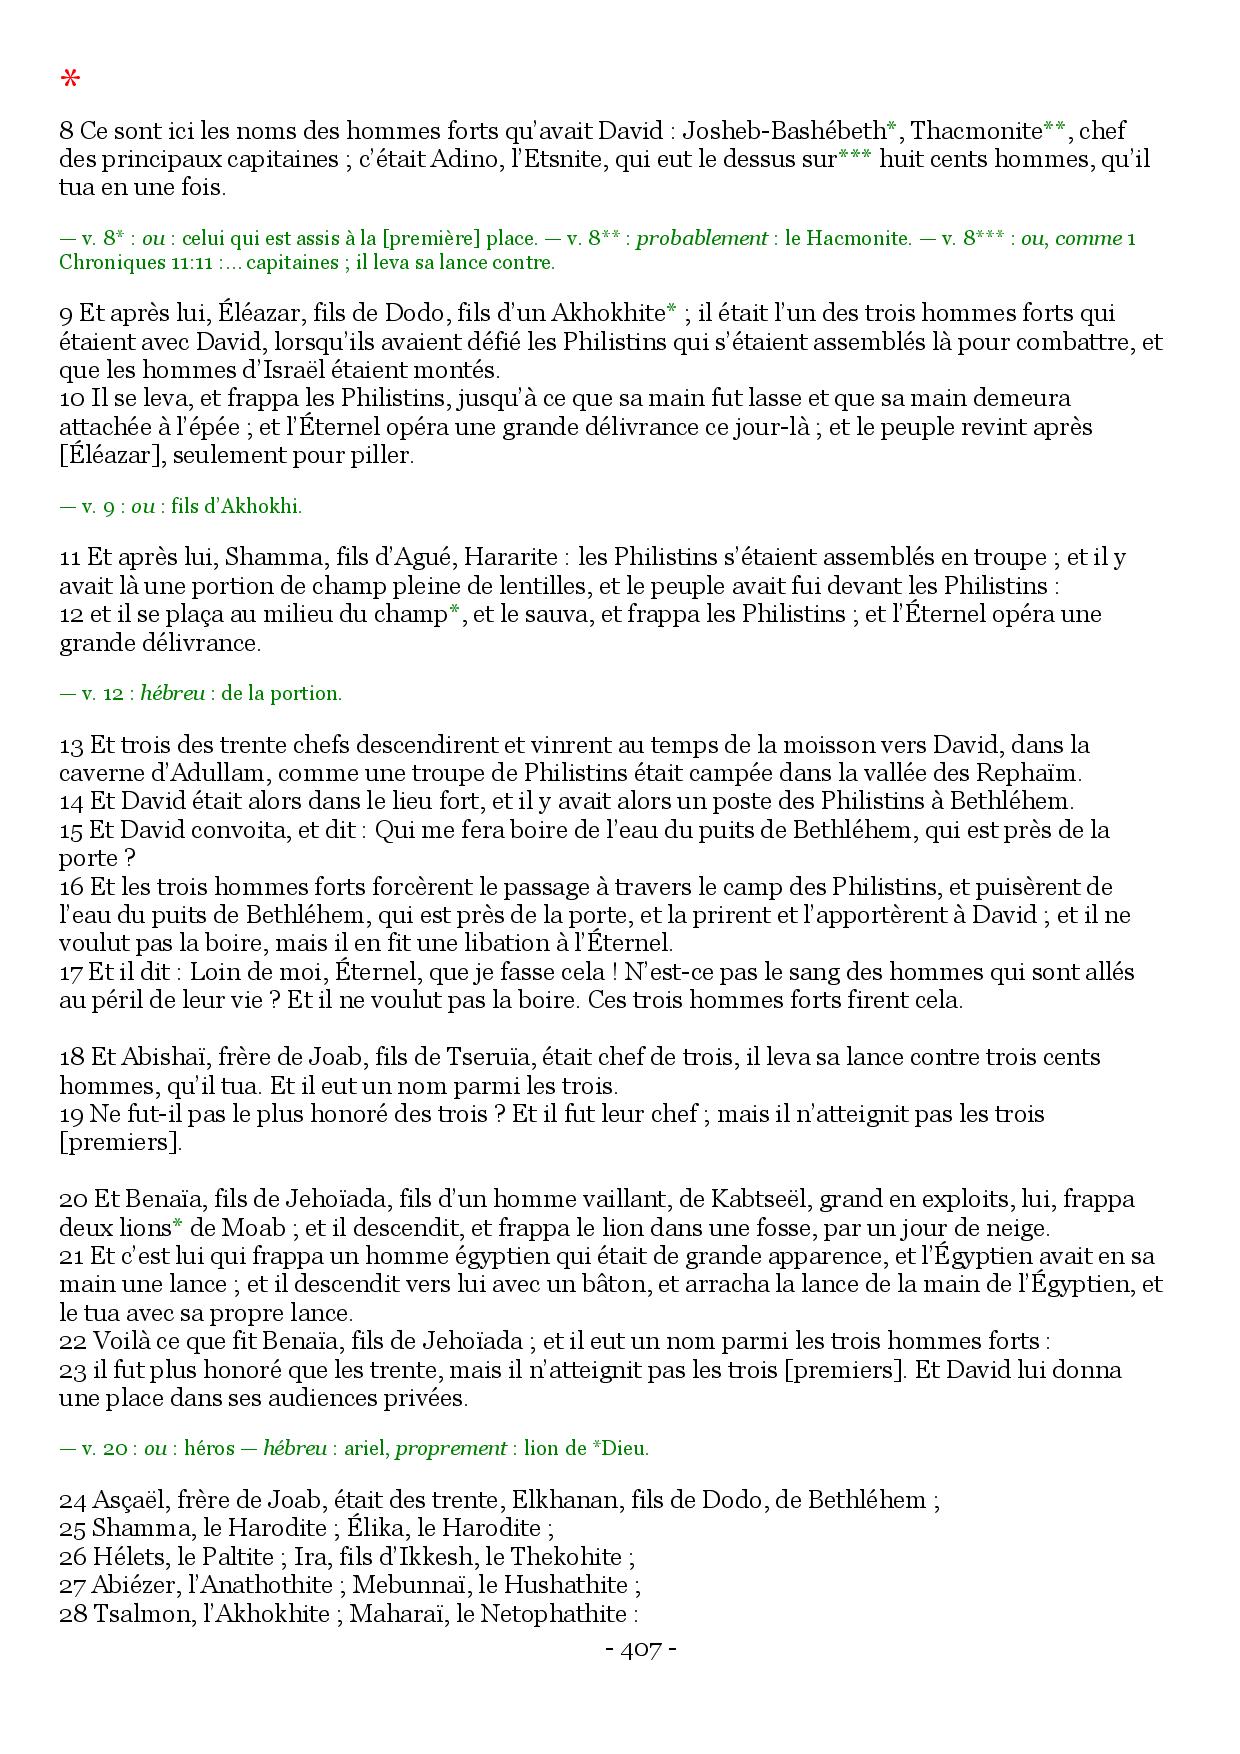 *
8 Ce sont ici les noms des hommes forts qu’avait David : Josheb-Bashébeth*, Thacmonite**, chef
des principaux capitaines ; c’était Adino, l’Etsnite, qui eut le dessus sur*** huit cents hommes, qu’il
tua en une fois.
— v. 8* : ou : celui qui est assis à la [première] place. — v. 8** : probablement : le Hacmonite. — v. 8*** : ou, comme 1
Chroniques 11:11 :… capitaines ; il leva sa lance contre.
9 Et après lui, Éléazar, fils de Dodo, fils d’un Akhokhite* ; il était l’un des trois hommes forts qui
étaient avec David, lorsqu’ils avaient défié les Philistins qui s’étaient assemblés là pour combattre, et
que les hommes d’Israël étaient montés.
10 Il se leva, et frappa les Philistins, jusqu’à ce que sa main fut lasse et que sa main demeura
attachée à l’épée ; et l’Éternel opéra une grande délivrance ce jour-là ; et le peuple revint après
[Éléazar], seulement pour piller.
— v. 9 : ou : fils d’Akhokhi.
11 Et après lui, Shamma, fils d’Agué, Hararite : les Philistins s’étaient assemblés en troupe ; et il y
avait là une portion de champ pleine de lentilles, et le peuple avait fui devant les Philistins :
12 et il se plaça au milieu du champ*, et le sauva, et frappa les Philistins ; et l’Éternel opéra une
grande délivrance.
— v. 12 : hébreu : de la portion.
13 Et trois des trente chefs descendirent et vinrent au temps de la moisson vers David, dans la
caverne d’Adullam, comme une troupe de Philistins était campée dans la vallée des Rephaïm.
14 Et David était alors dans le lieu fort, et il y avait alors un poste des Philistins à Bethléhem.
15 Et David convoita, et dit : Qui me fera boire de l’eau du puits de Bethléhem, qui est près de la
porte ?
16 Et les trois hommes forts forcèrent le passage à travers le camp des Philistins, et puisèrent de
l’eau du puits de Bethléhem, qui est près de la porte, et la prirent et l’apportèrent à David ; et il ne
voulut pas la boire, mais il en fit une libation à l’Éternel.
17 Et il dit : Loin de moi, Éternel, que je fasse cela ! N’est-ce pas le sang des hommes qui sont allés
au péril de leur vie ? Et il ne voulut pas la boire. Ces trois hommes forts firent cela.
18 Et Abishaï, frère de Joab, fils de Tseruïa, était chef de trois, il leva sa lance contre trois cents
hommes, qu’il tua. Et il eut un nom parmi les trois.
19 Ne fut-il pas le plus honoré des trois ? Et il fut leur chef ; mais il n’atteignit pas les trois
[premiers].
20 Et Benaïa, fils de Jehoïada, fils d’un homme vaillant, de Kabtseël, grand en exploits, lui, frappa
deux lions* de Moab ; et il descendit, et frappa le lion dans une fosse, par un jour de neige.
21 Et c’est lui qui frappa un homme égyptien qui était de grande apparence, et l’Égyptien avait en sa
main une lance ; et il descendit vers lui avec un bâton, et arracha la lance de la main de l’Égyptien, et
le tua avec sa propre lance.
22 Voilà ce que fit Benaïa, fils de Jehoïada ; et il eut un nom parmi les trois hommes forts :
23 il fut plus honoré que les trente, mais il n’atteignit pas les trois [premiers]. Et David lui donna
une place dans ses audiences privées.
— v. 20 : ou : héros — hébreu : ariel, proprement : lion de *Dieu.
24 Asçaël, frère de Joab, était des trente, Elkhanan, fils de Dodo, de Bethléhem ;
25 Shamma, le Harodite ; Élika, le Harodite ;
26 Hélets, le Paltite ; Ira, fils d’Ikkesh, le Thekohite ;
27 Abiézer, l’Anathothite ; Mebunnaï, le Hushathite ;
28 Tsalmon, l’Akhokhite ; Maharaï, le Netophathite :
- 407 -